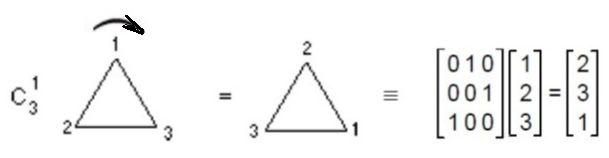 1 2
C₃¹ = ≡ [0 1 0] [1] = [2]
[0 0 1] [2] [3]
[1 0 0] [3] [1]
2 3 3 1